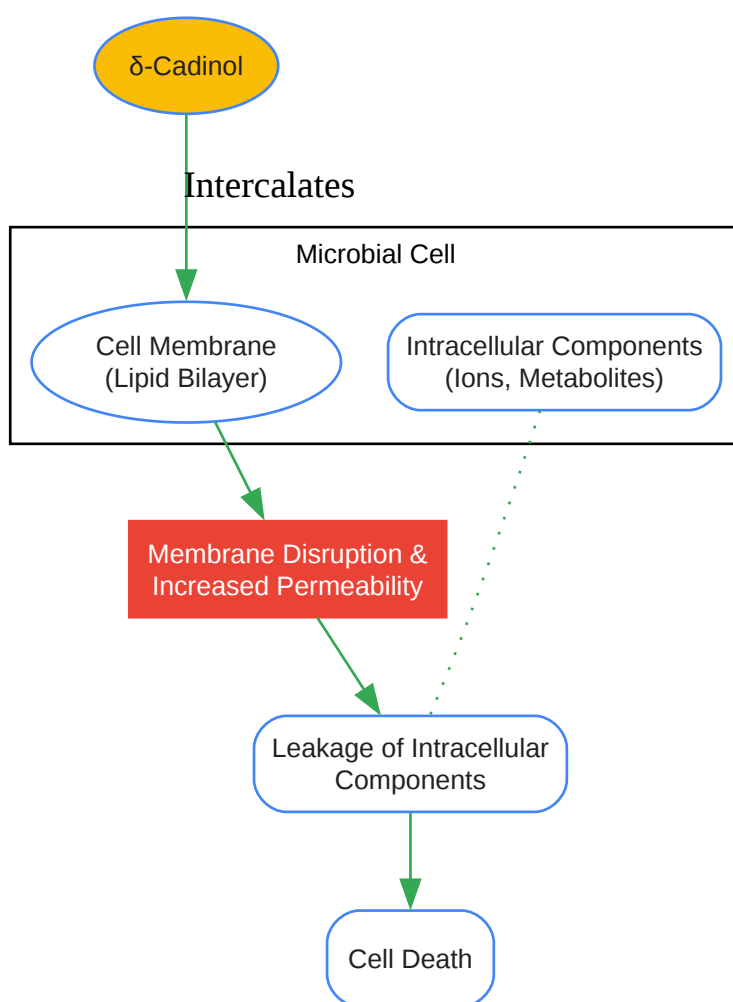 δ-Cadinol
Intercalates
Microbial Cell
Cell Membrane
(Lipid Bilayer)
Intracellular Components
(Ions, Metabolites)
Membrane Disruption &
Increased Permeability
Leakage of Intracellular
Components
Cell Death